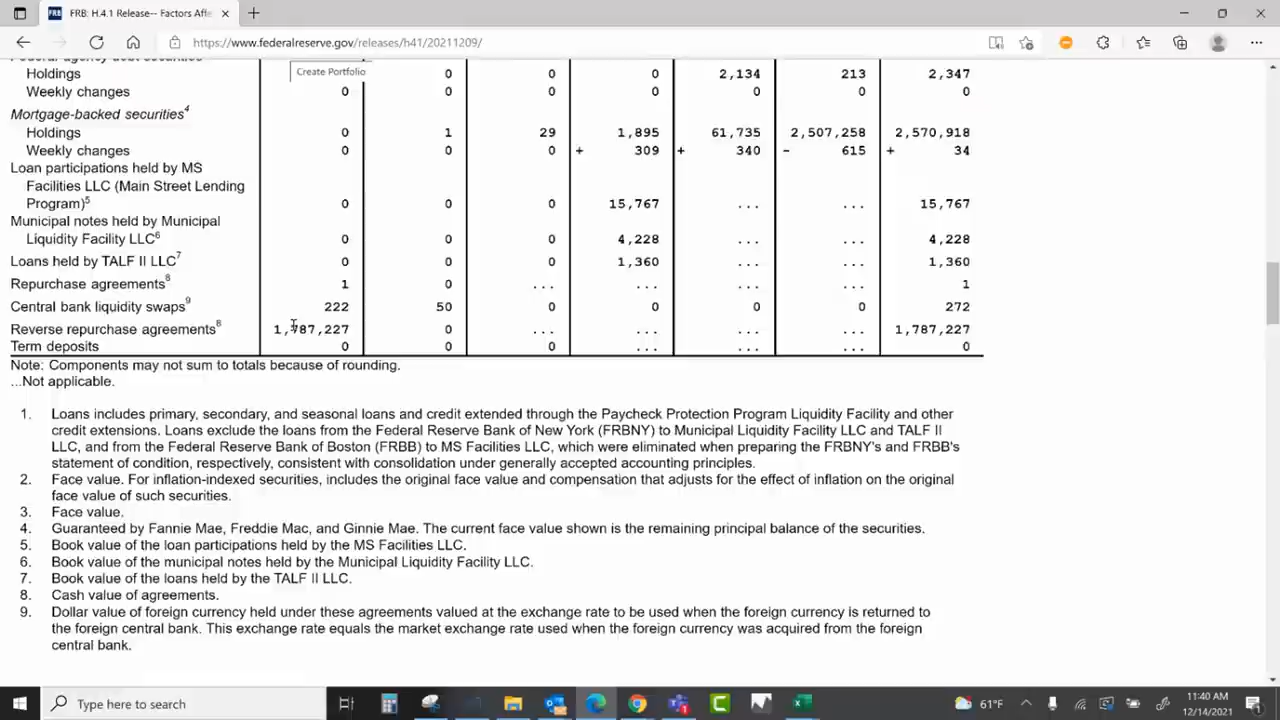 FRB: H.4.1 Release-- Factors Affe
https://www.federalreserve.gov/releases/h41/20211209/
Create Portfolio
Federal agency debt securities
Holdings 0 0 0 2,134 213 2,347
Weekly changes 0 0 0 0 0 0 0
Mortgage-backed securities4
Holdings 0 1 29 1,895 61,735 2,507,258 2,570,918
Weekly changes 0 0 0 + 309 + 340 - 615 + 34
Loan participations held by MS
Facilities LLC (Main Street Lending
Program)5 0 0 0 15,767 ... ... 15,767
Municipal notes held by Municipal
Liquidity Facility LLC6 0 0 0 4,228 ... ... 4,228
Loans held by TALF II LLC7 0 0 0 1,360 ... ... 1,360
Repurchase agreements8 1 0 ... ... ... ... 1
Central bank liquidity swaps9 222 50 0 0 0 0 272
Reverse repurchase agreements8 1,787,227 0 ... ... ... ... 1,787,227
Term deposits 0 0 0 ... ... ... 0
Note: Components may not sum to totals because of rounding.
...Not applicable.
1. Loans includes primary, secondary, and seasonal loans and credit extended through the Paycheck Protection Program Liquidity Facility and other
credit extensions. Loans exclude the loans from the Federal Reserve Bank of New York (FRBNY) to Municipal Liquidity Facility LLC and TALF II
LLC, and from the Federal Reserve Bank of Boston (FRBB) to MS Facilities LLC, which were eliminated when preparing the FRBNY's and FRBB's
statement of condition, respectively, consistent with consolidation under generally accepted accounting principles.
2. Face value. For inflation-indexed securities, includes the original face value and compensation that adjusts for the effect of inflation on the original
face value of such securities.
3. Face value.
4. Guaranteed by Fannie Mae, Freddie Mac, and Ginnie Mae. The current face value shown is the remaining principal balance of the securities.
5. Book value of the loan participations held by the MS Facilities LLC.
6. Book value of the municipal notes held by the Municipal Liquidity Facility LLC.
7. Book value of the loans held by the TALF II LLC.
8. Cash value of agreements.
9. Dollar value of foreign currency held under these agreements valued at the exchange rate to be used when the foreign currency is returned to
the foreign central bank. This exchange rate equals the market exchange rate used when the foreign currency was acquired from the foreign
central bank.
Type here to search
61°F
11:40 AM
12/14/2021